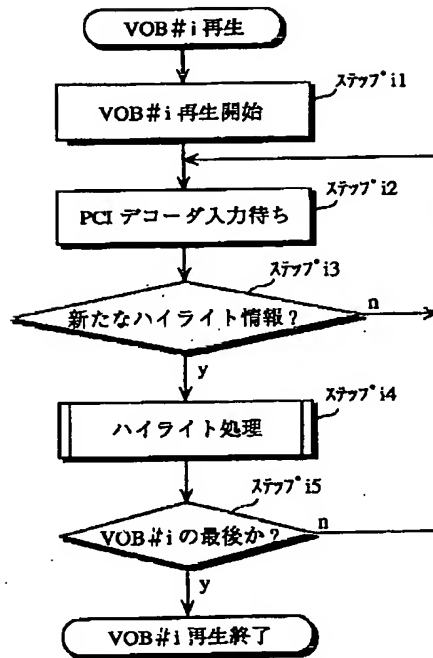 VOB#i 再生
ステップi1
VOB#i 再生開始
ステップi2
PCI デコーダ入力待ち
ステップi3
新たなハイライト情報?
n
y
ステップi4
ハイライト処理
ステップi5
VOB#iの最後か?
n
y
VOB#i 再生終了